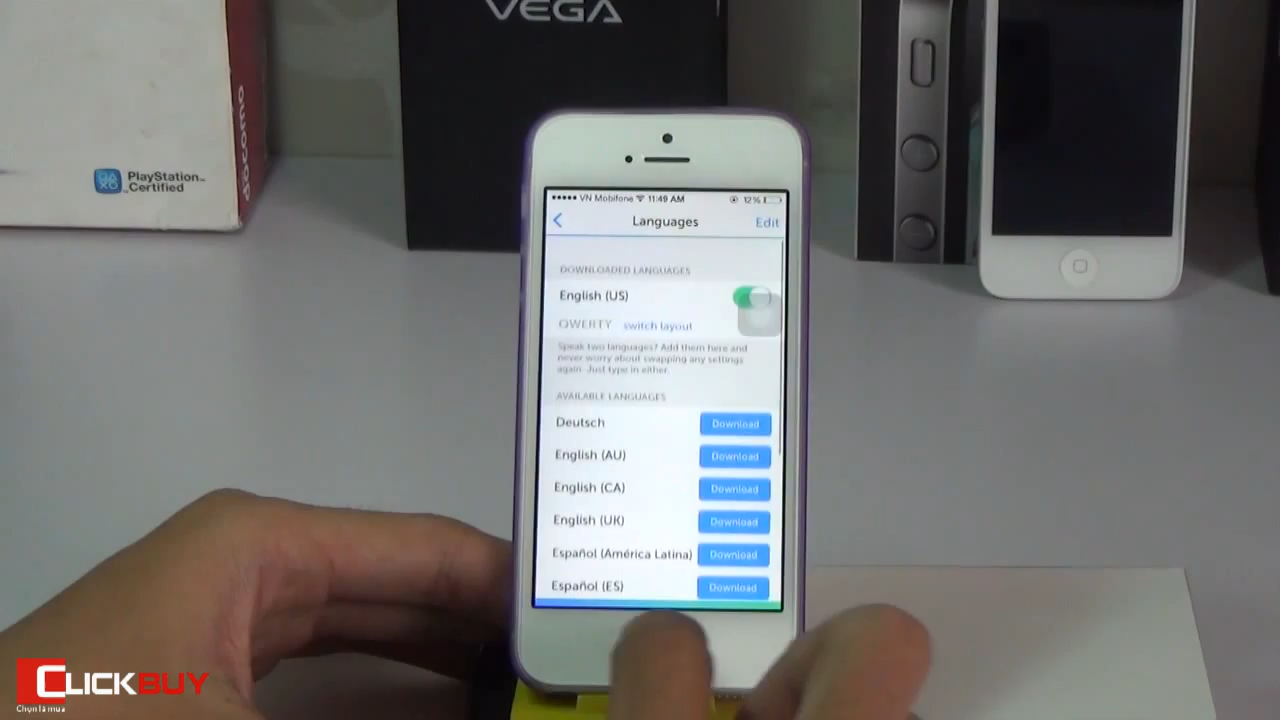 VEGA
docomo
PlayStation
Certified
VN Mobifone 11:49 AM 12%
Languages Edit
DOWNLOADED LANGUAGES
English (US)
QWERTY switch layout
Speak two languages? Add them here and
never worry about swapping any settings
again. Just type in either.
AVAILABLE LANGUAGES
Deutsch Download
English (AU) Download
English (CA) Download
English (UK) Download
Español (América Latina) Download
Español (ES) Download
CLICKBUY
Chọn là mua